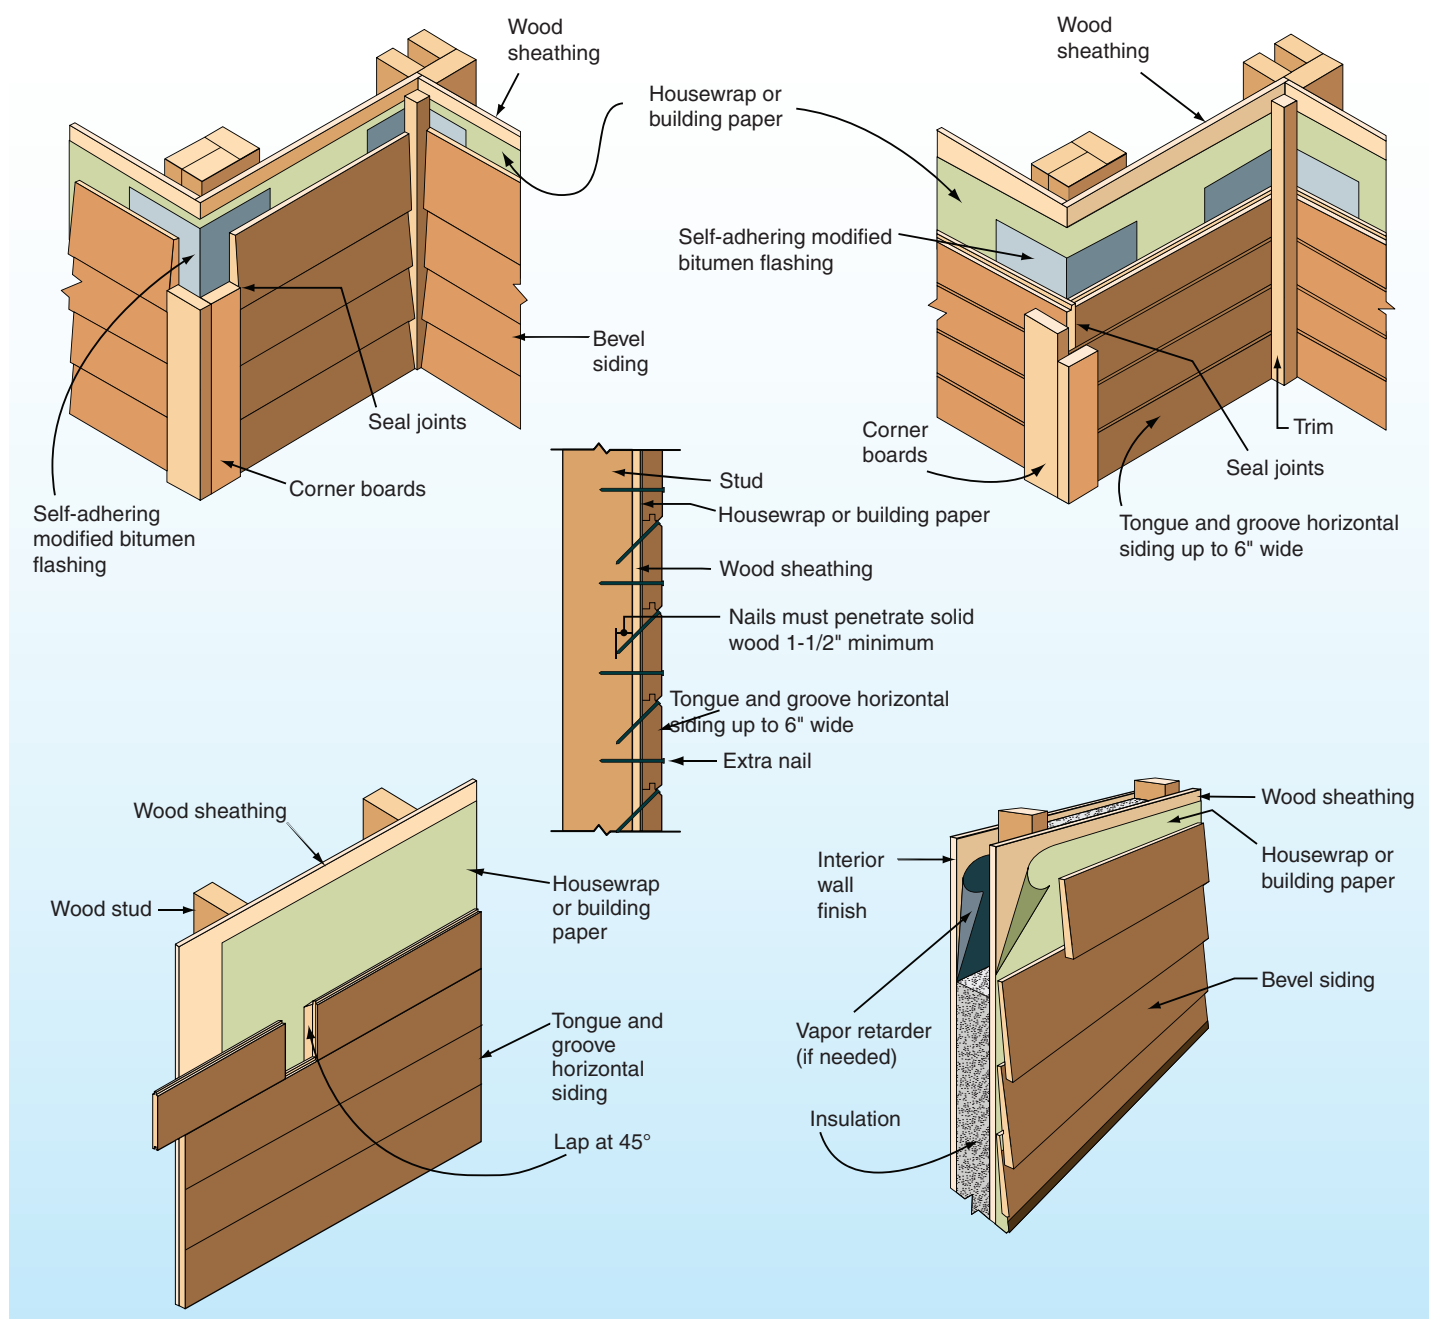 Wood
sheathing
Housewrap or
building paper
Wood
sheathing
Self-adhering modified
bitumen flashing
Bevel
siding
Seal joints
Corner boards
Self-adhering
modified bitumen
flashing
Corner
boards
Trim
Seal joints
Tongue and groove horizontal
siding up to 6" wide
Stud
Housewrap or building paper
Wood sheathing
Nails must penetrate solid
wood 1-1/2" minimum
Tongue and groove horizontal
siding up to 6" wide
Extra nail
Wood sheathing
Wood stud
Housewrap
or building
paper
Tongue and
groove
horizontal
siding
Lap at 45°
Wood sheathing
Interior
wall
finish
Housewrap or
building paper
Bevel siding
Vapor retarder
(if needed)
Insulation